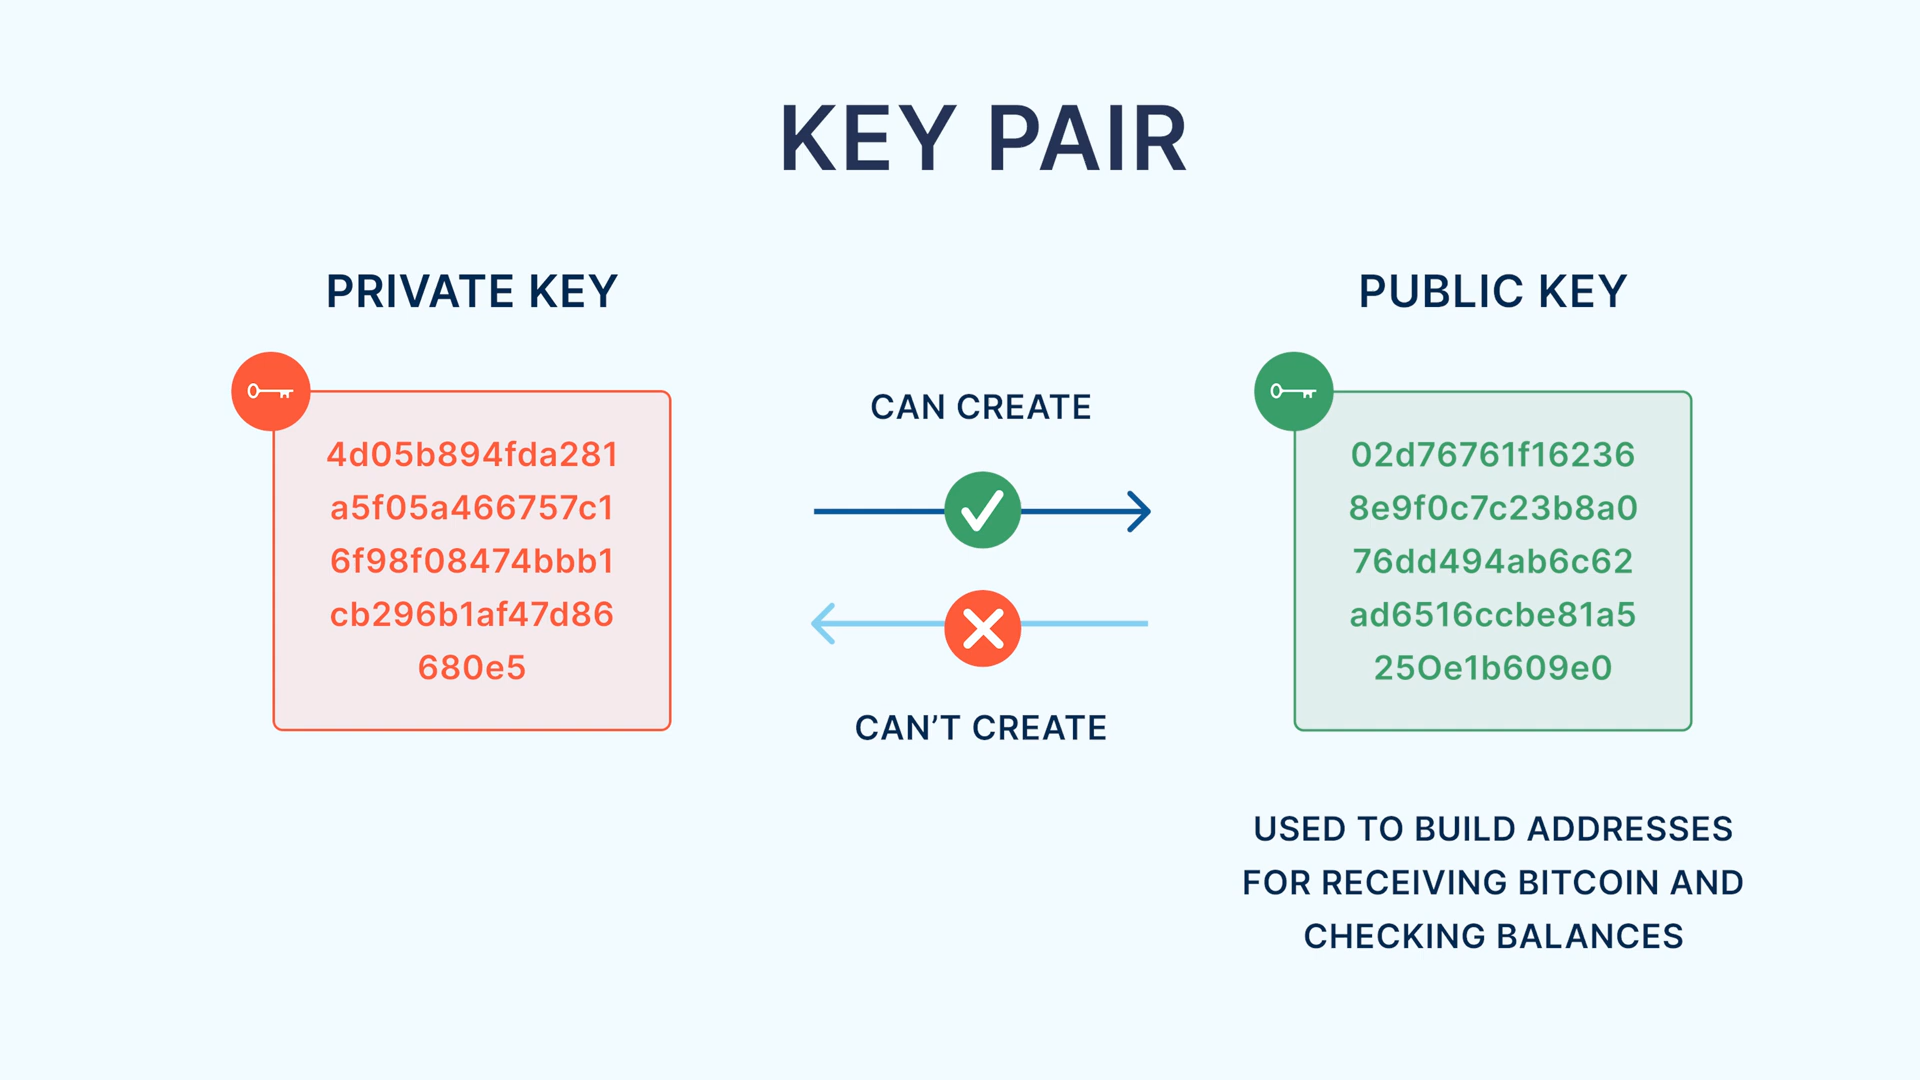 KEY PAIR
PRIVATE KEY
4d05b894fda281
a5f05a466757c1
6f98f08474bbb1
cb296b1af47d86
680e5
CAN CREATE
CAN’T CREATE
PUBLIC KEY
02d76761f16236
8e9f0c7c23b8a0
76dd494ab6c62
ad6516ccbe81a5
25Oe1b609e0
USED TO BUILD ADDRESSES
FOR RECEIVING BITCOIN AND
CHECKING BALANCES